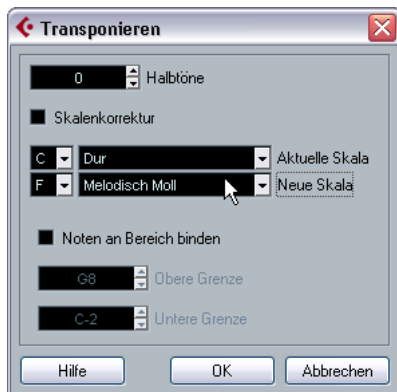 Transponieren
0 Halbtöne
Skalenkorrektur
C Dur Aktuelle Skala
F Melodisch Moll Neue Skala
Noten an Bereich binden
G8 Obere Grenze
C-2 Untere Grenze
Hilfe OK Abbrechen